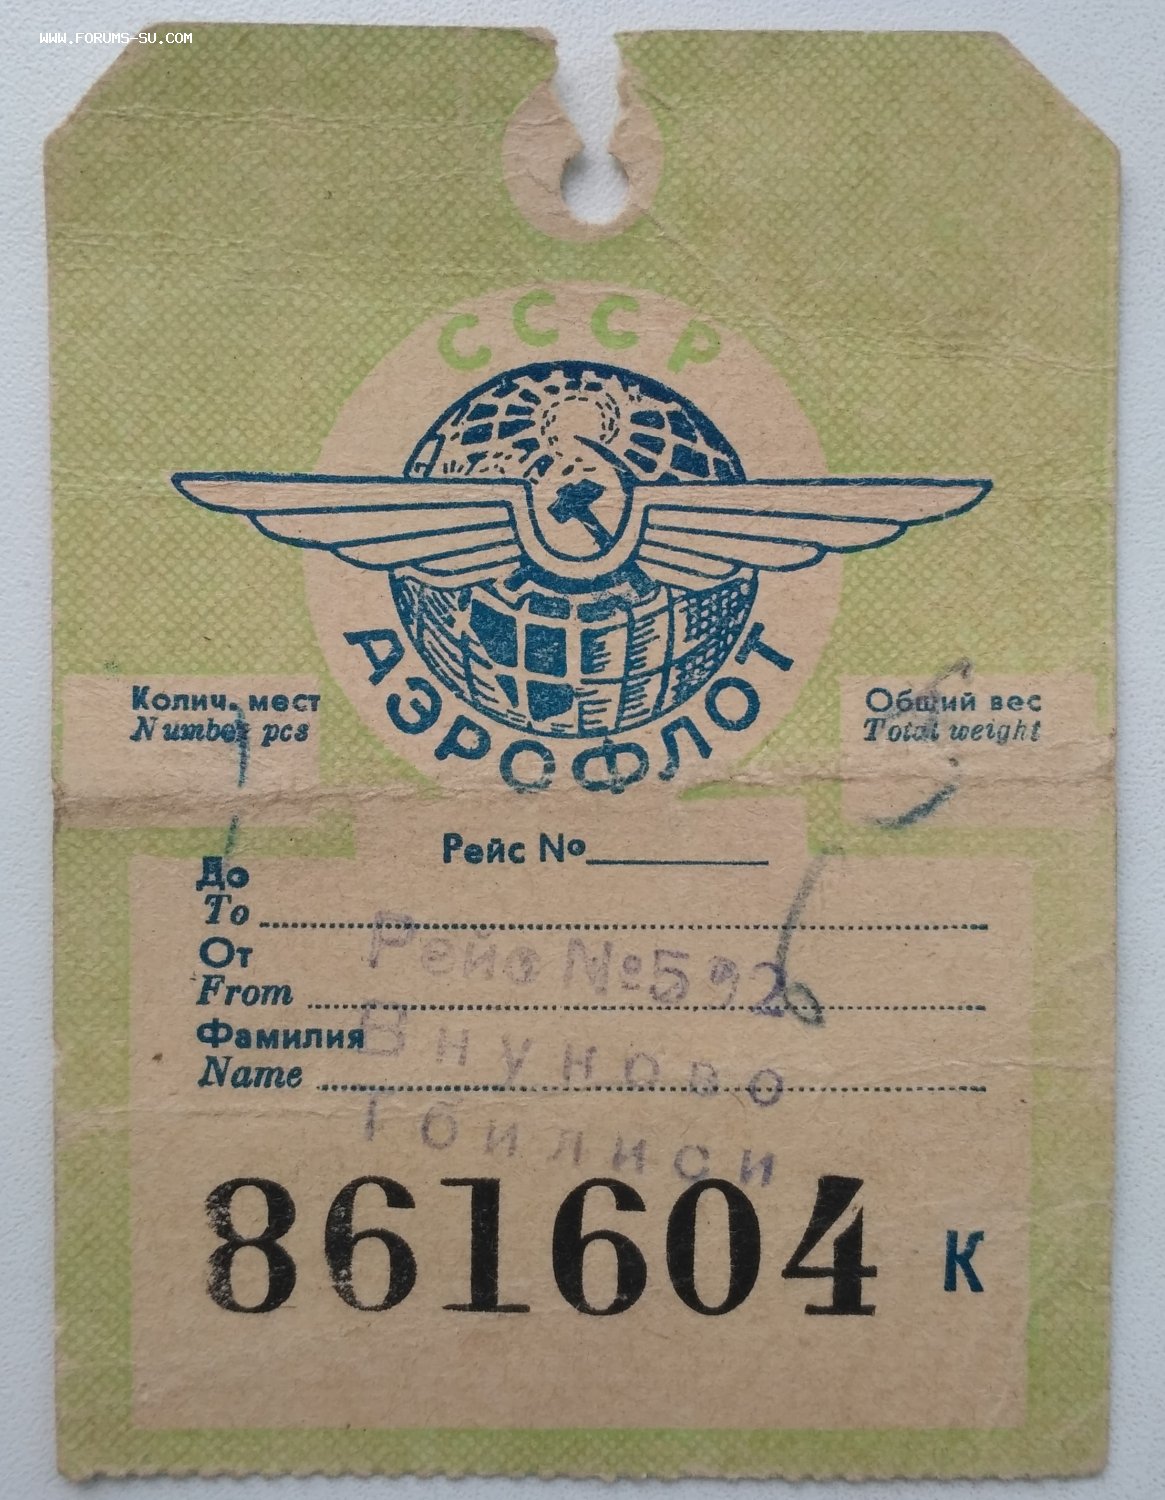 WWW.FORUMS-SU.COM
СССР
АЭРОФЛОТ
Колич. мест
Number pcs
Общий вес
Total weight
Рейс №
До
To
От
From
Рейс №592
Фамилия
Внуково
Name
Тбилиси
861604 К